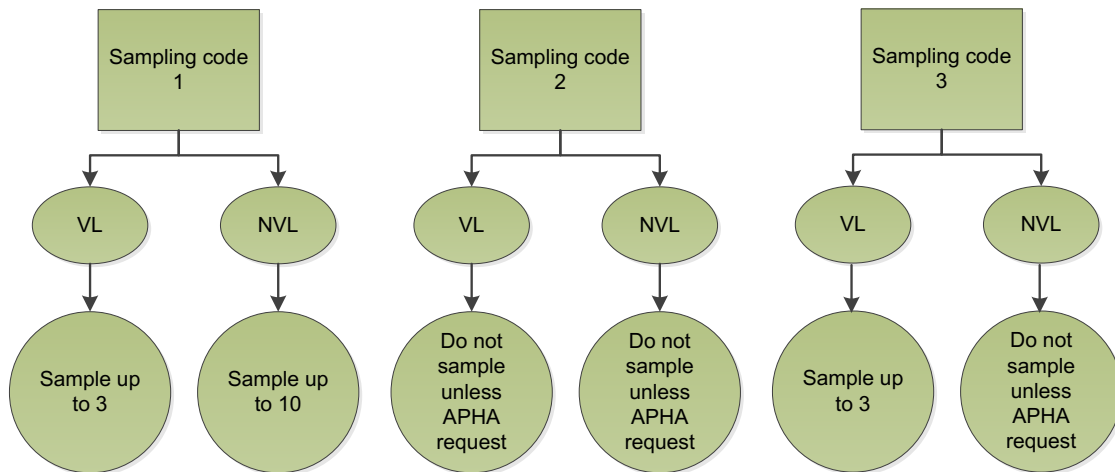 Sampling code
1
Sampling code
2
Sampling code
3
VL
NVL
VL
NVL
VL
NVL
Sample up
to 3
Sample up
to 10
Do not
sample
unless
APHA
request
Do not
sample
unless
APHA
request
Sample up
to 3
Do not
sample
unless
APHA
request